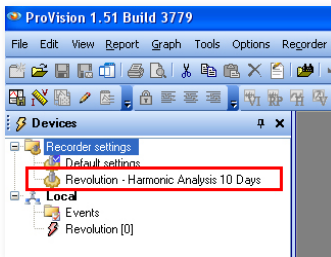 ProVision 1.51 Build 3779
File Edit View Report Graph Tools Options Recorder
Devices
Recorder settings
Default settings
Revolution - Harmonic Analysis 10 Days
Local
Events
Revolution [0]